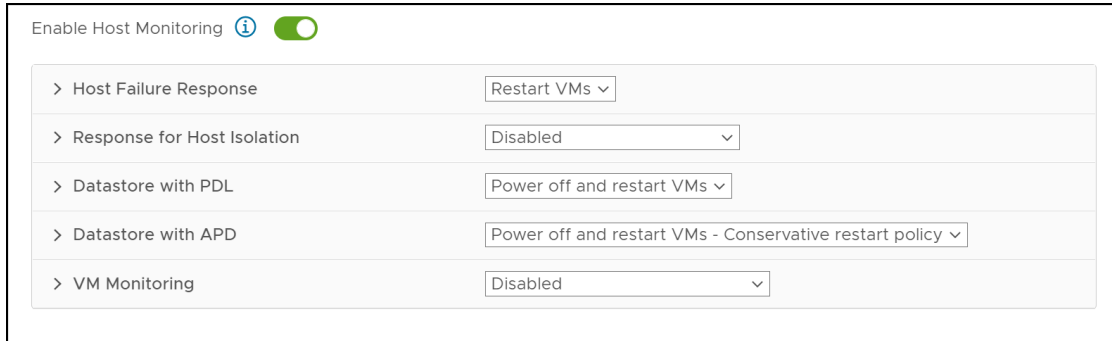 Enable Host Monitoring
Host Failure Response Restart VMs
Response for Host Isolation Disabled
Datastore with PDL Power off and restart VMs
Datastore with APD Power off and restart VMs - Conservative restart policy
VM Monitoring Disabled